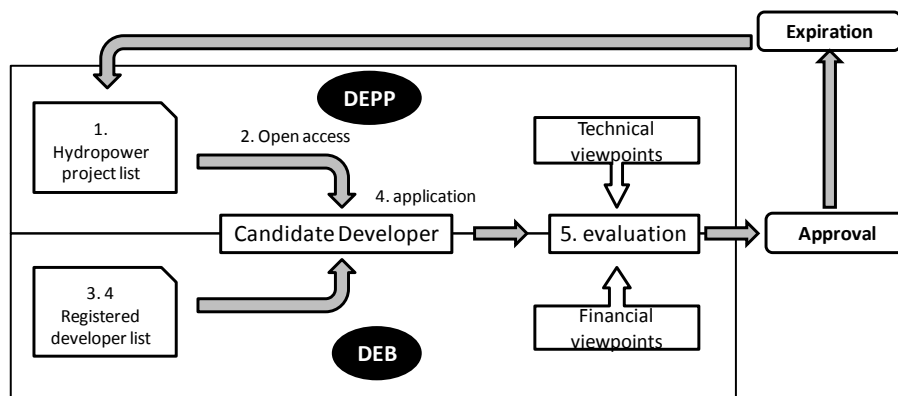 Expiration
DEPP
1.
Hydropower
project list
2. Open access
Technical
viewpoints
4. application
Candidate Developer
5. evaluation
Approval
3. 4
Registered
developer list
Financial
viewpoints
DEB